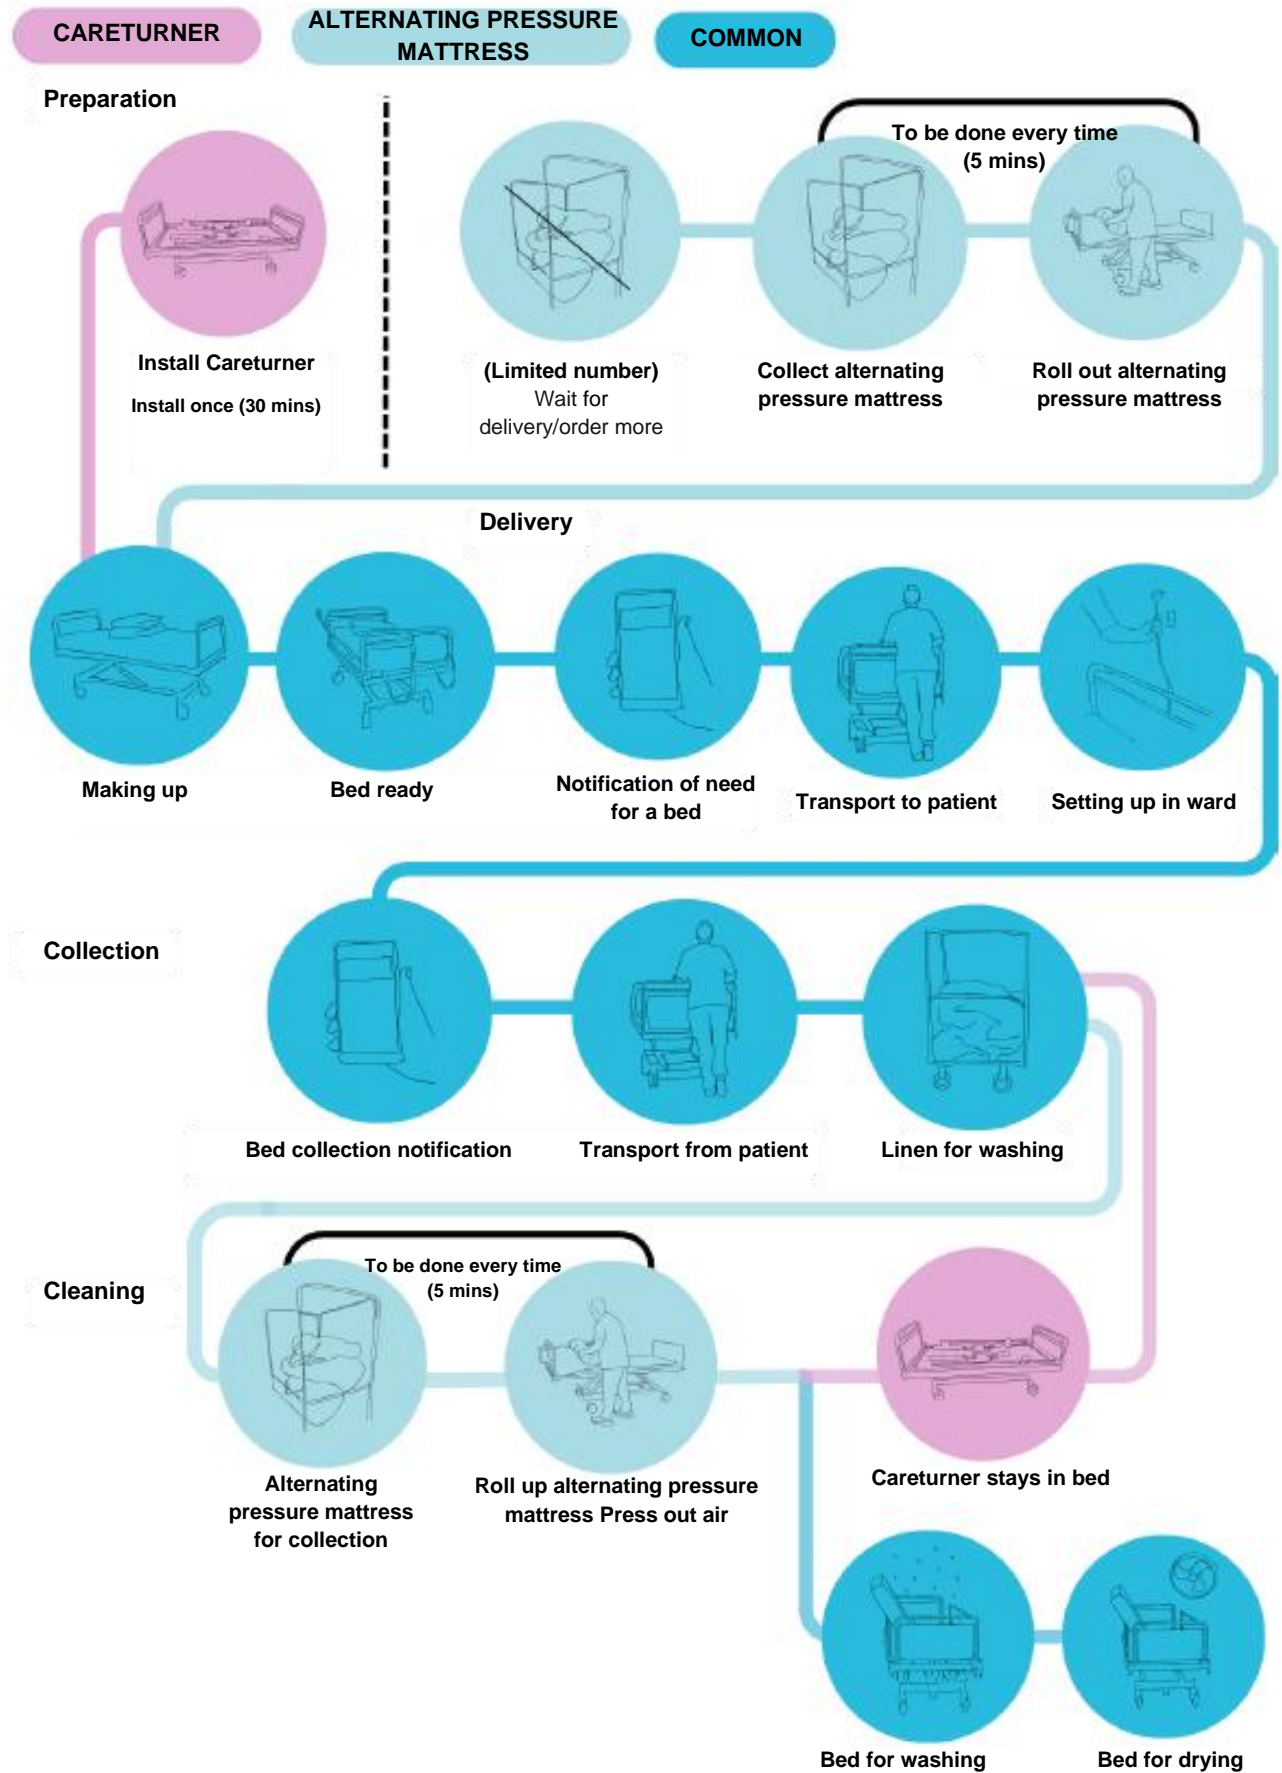 CARETURNER
ALTERNATING PRESSURE
MATTRESS
COMMON
Preparation
To be done every time
(5 mins)
Install Careturner
Install once (30 mins)
(Limited number)
Wait for
delivery/order more
Collect alternating
pressure mattress
Roll out alternating
pressure mattress
Delivery
Making up
Bed ready
Notification of need
for a bed
Transport to patient
Setting up in ward
Collection
Bed collection notification
Transport from patient
Linen for washing
Cleaning
To be done every time
(5 mins)
Alternating
pressure mattress
for collection
Roll up alternating pressure
mattress Press out air
Careturner stays in bed
Bed for washing
Bed for drying